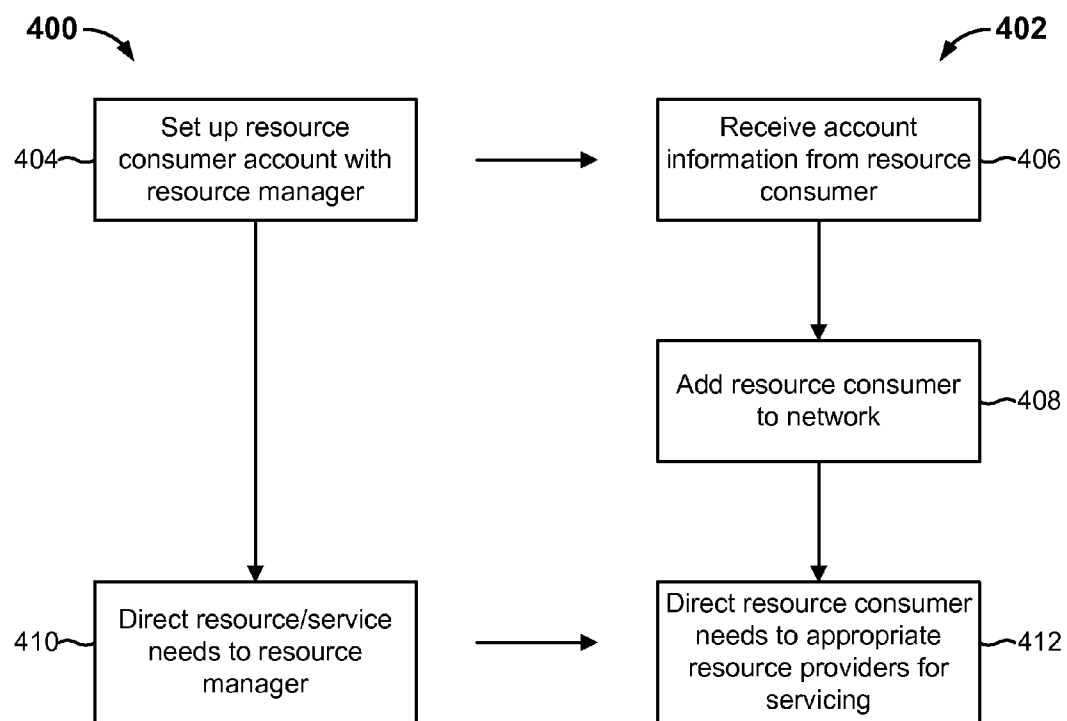 400
402
404
Set up resource
consumer account with
resource manager
Receive account
information from resource
consumer
406
Add resource consumer
to network
408
410
Direct resource/service
needs to resource
manager
Direct resource consumer
needs to appropriate
resource providers for
servicing
412